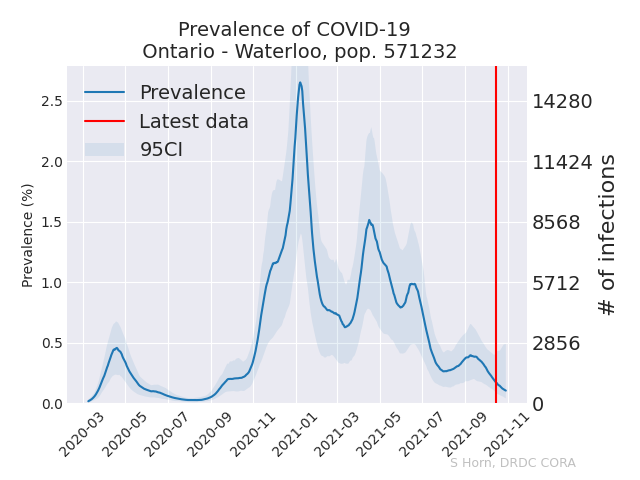 Prevalence of COVID-19
Ontario - Waterloo, pop. 571232
Prevalence
Latest data
95CI
Prevalence (%)
2.5
2.0
1.5
1.0
0.5
0.0
14280
11424
8568
5712
2856
0
# of infections
2020-03
2020-05
2020-07
2020-09
2020-11
2021-01
2021-03
2021-05
2021-07
2021-09
2021-11
S Horn, DRDC CORA